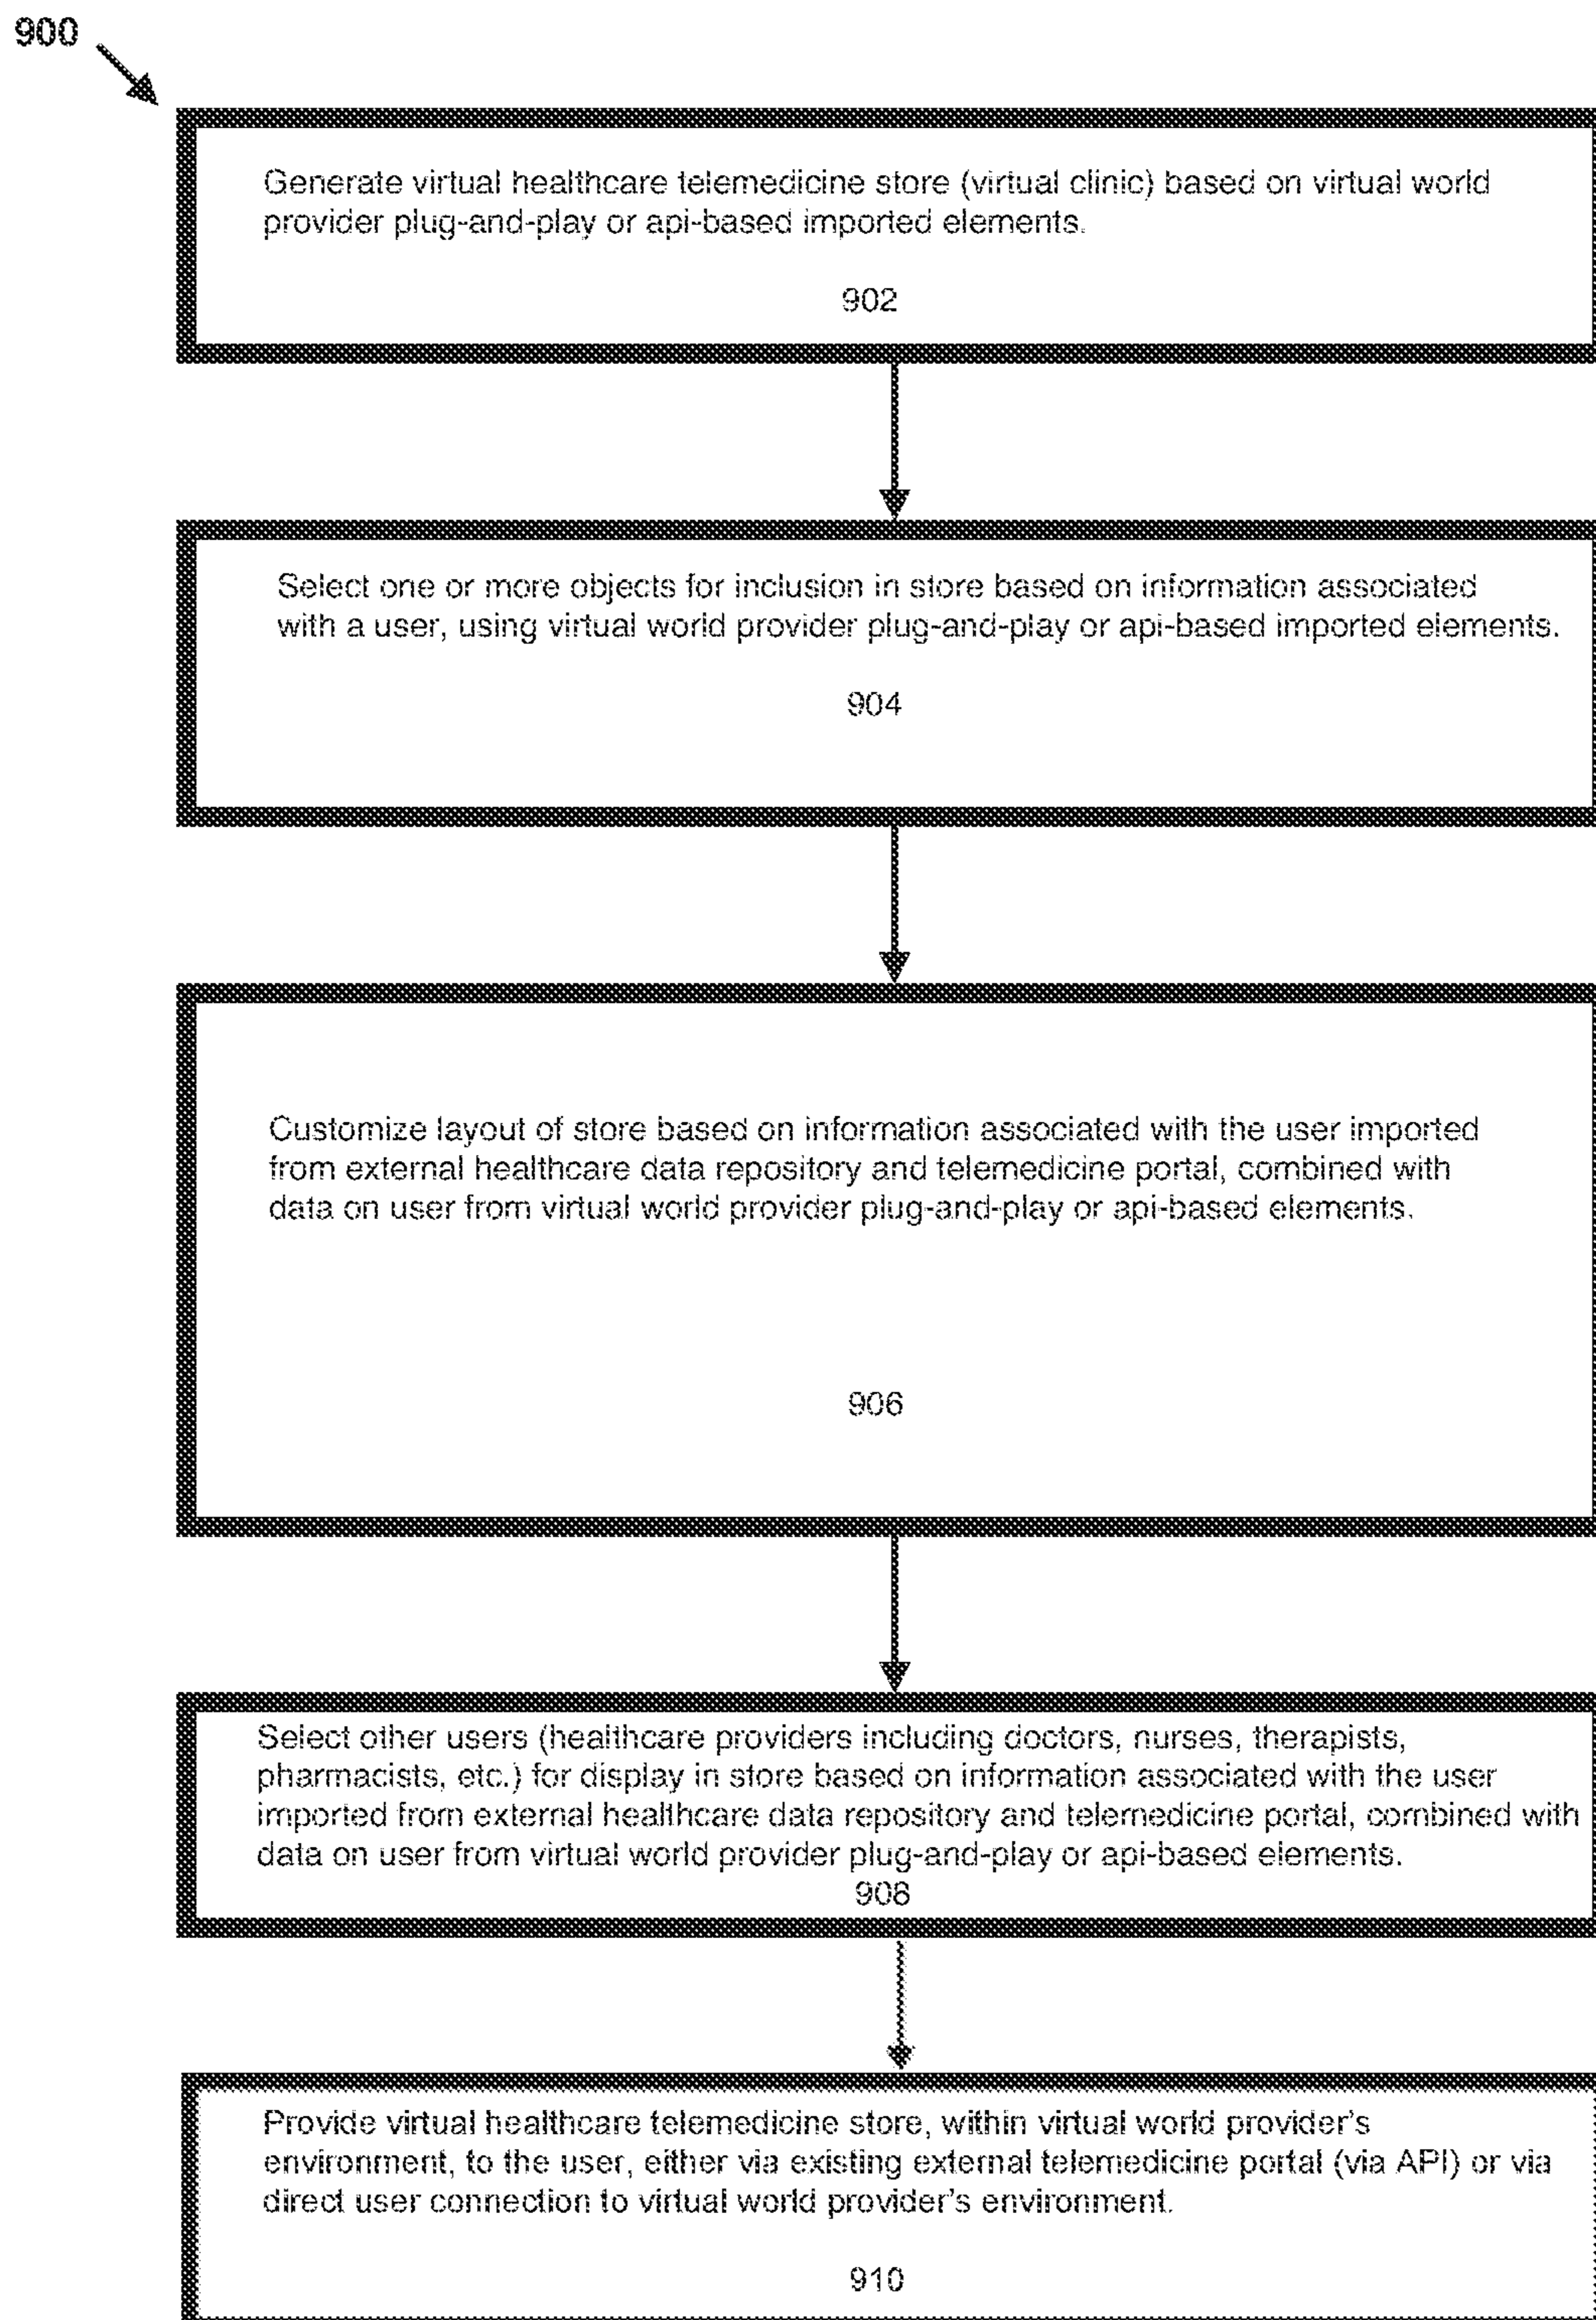 900
Generate virtual healthcare telemedicine store (virtual clinic) based on virtual world
provider plug-and-play or api-based imported elements.
902
Select one or more objects for inclusion in store based on information associated
with a user, using virtual world provider plug-and-play or api-based imported elements.
904
Customize layout of store based on information associated with the user imported
from external healthcare data repository and telemedicine portal, combined with
data on user from virtual world provider plug-and-play or api-based elements.
906
Select other users (healthcare providers including doctors, nurses, therapists,
pharmacists, etc.) for display in store based on information associated with the user
imported from external healthcare data repository and telemedicine portal, combined with
data on user from virtual world provider plug-and-play or api-based elements.
908
Provide virtual healthcare telemedicine store, within virtual world provider's
environment, to the user, either via existing external telemedicine portal (via API) or via
direct user connection to virtual world provider's environment.
910